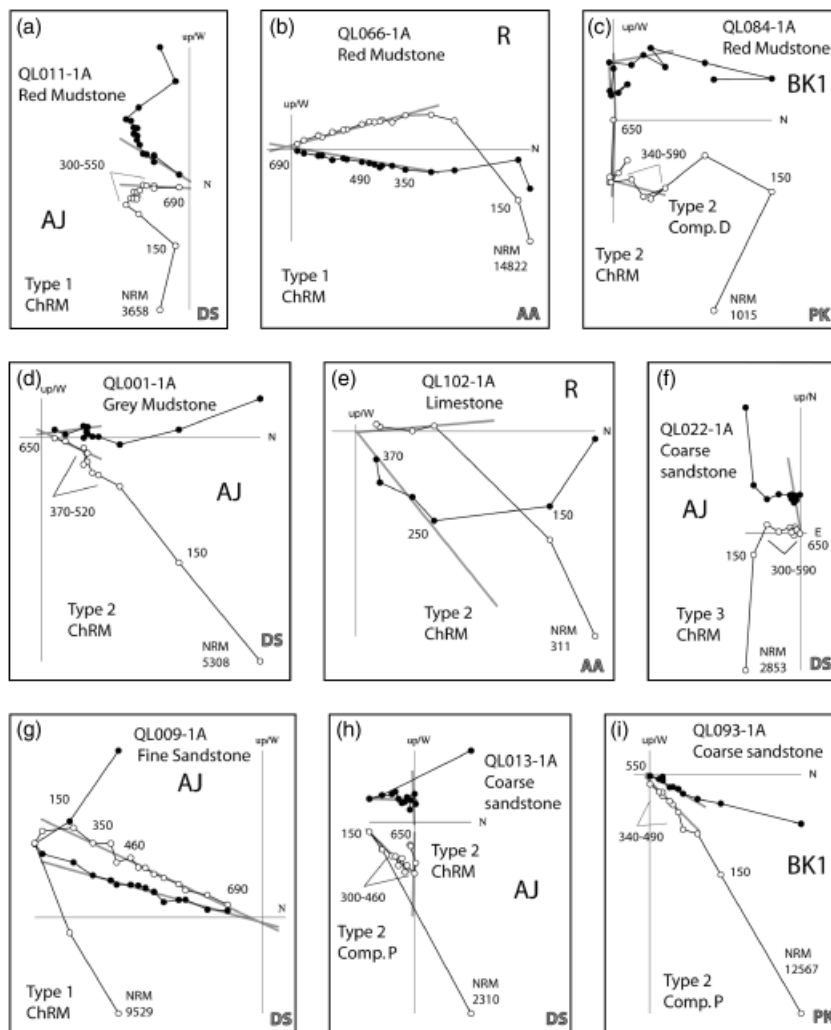 (a)
up/W
QL011-1A
Red Mudstone
300-550
N
690
AJ
150
Type 1
ChRM
NRM
3658
DS
(b)
QL066-1A
Red Mudstone
R
up/W
N
690
490
350
150
Type 1
ChRM
NRM
14822
AA
(c)
up/W
QL084-1A
Red Mudstone
BK1
N
650
340-590
150
Type 2
Comp. D
Type 2
ChRM
NRM
1015
PK
(d)
up/W
QL001-1A
Grey Mudstone
N
650
370-520
AJ
150
Type 2
ChRM
NRM
5308
DS
(e)
QL102-1A
Limestone
R
up/W
N
370
250
150
Type 2
ChRM
NRM
311
AA
(f)
up/N
QL022-1A
Coarse
sandstone
AJ
E
650
150
300-590
Type 3
ChRM
NRM
2853
DS
(g)
QL009-1A
Fine Sandstone
up/W
AJ
150
350
460
690
N
Type 1
ChRM
NRM
9529
DS
(h)
up/W
QL013-1A
Coarse
sandstone
N
150
650
Type 2
ChRM
300-460
AJ
Type 2
Comp. P
NRM
2310
DS
(i)
up/W
QL093-1A
Coarse sandstone
550
N
340-490
BK1
150
NRM
12567
Type 2
Comp. P
PK